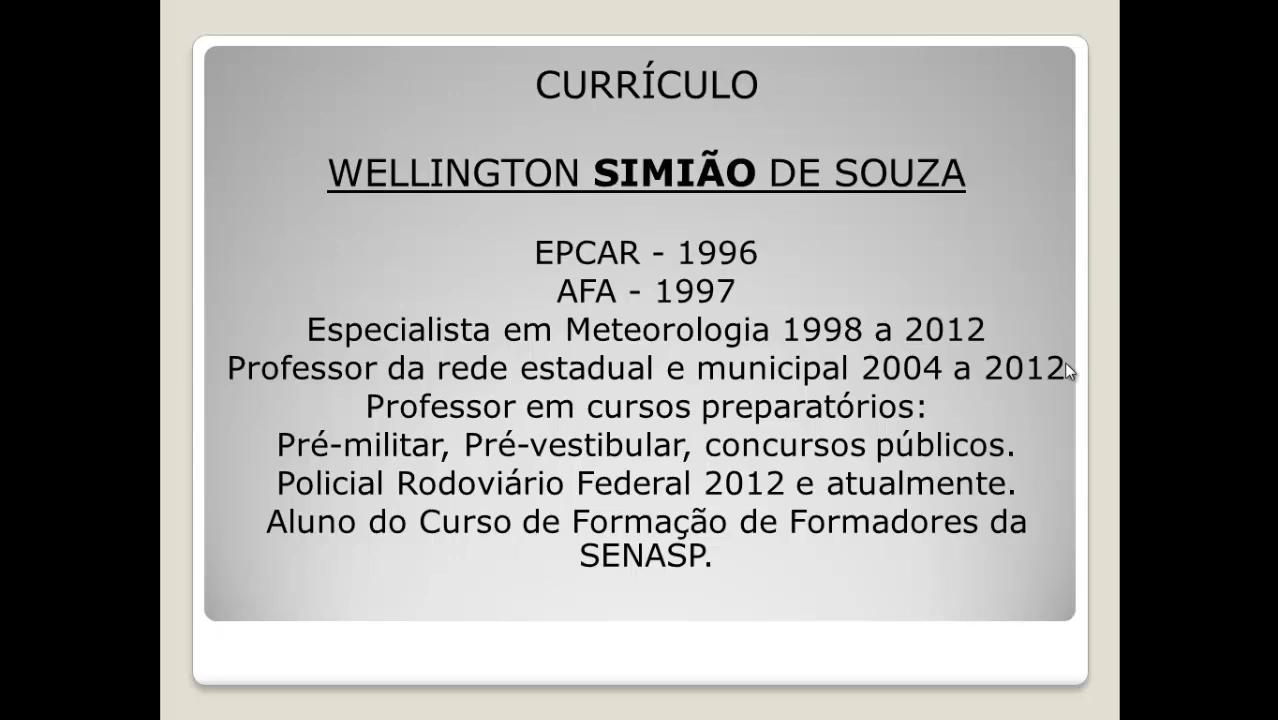 CURRÍCULO
WELLINGTON SIMIÃO DE SOUZA
EPCAR - 1996
AFA - 1997
Especialista em Meteorologia 1998 a 2012
Professor da rede estadual e municipal 2004 a 2012
Professor em cursos preparatórios:
Pré-militar, Pré-vestibular, concursos públicos.
Policial Rodoviário Federal 2012 e atualmente.
Aluno do Curso de Formação de Formadores da
SENASP.